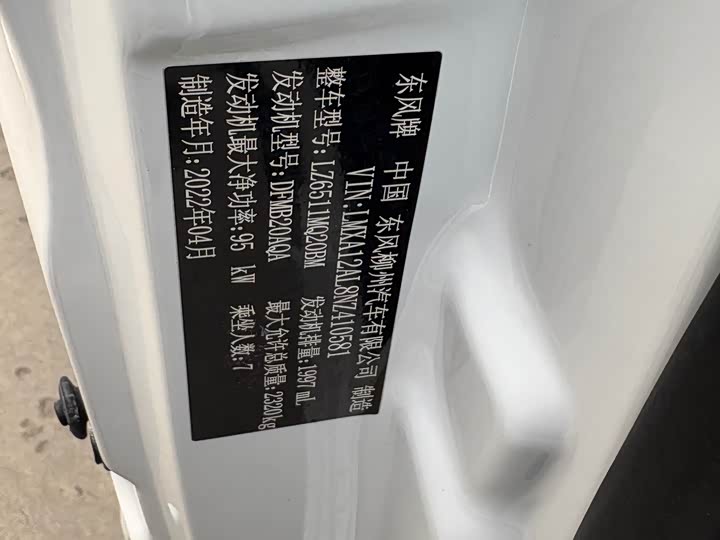 东风牌 中国 东风柳州汽车有限公司 制造
VIN:LMXA12AL8NZ410581
整车型号:LZ6511MQ20BM 发动机排量:1997 mL
发动机型号:DFMB20AQA 最大允许总质量:2320kg
发动机最大净功率:95 kW 乘坐人数:7
制造年月:2022年04月